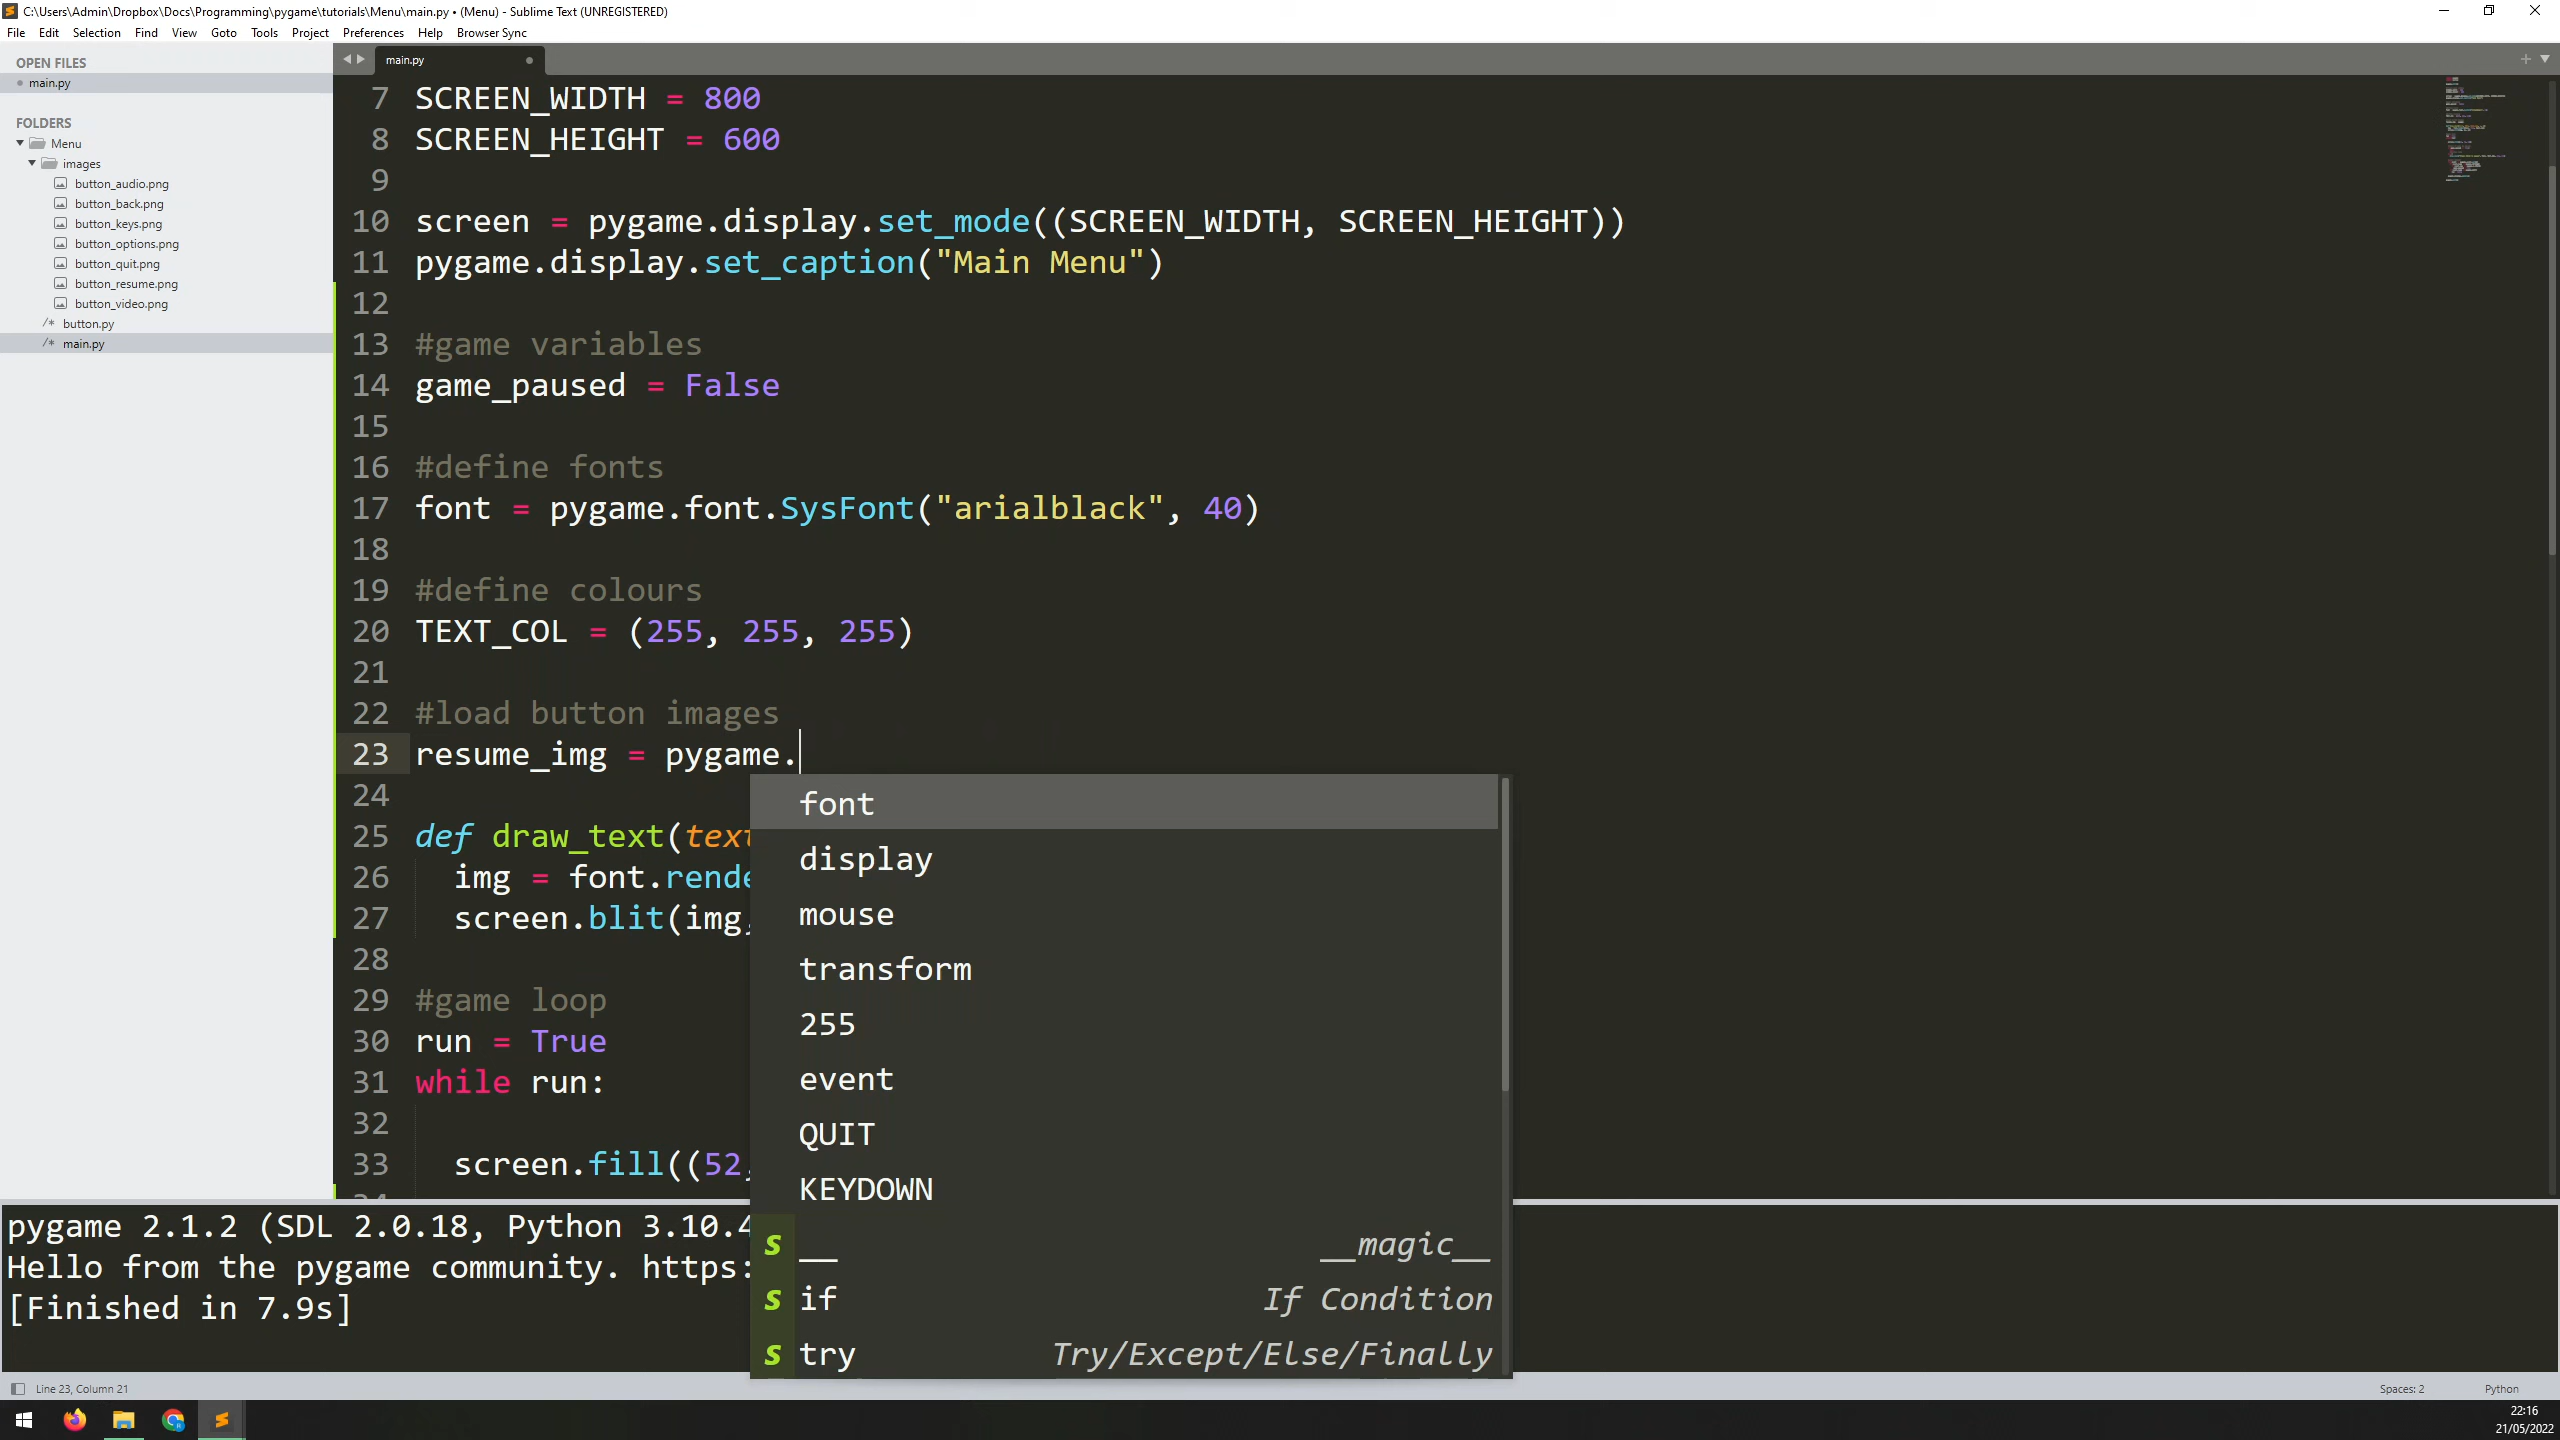 C:\Users\Admin\Dropbox\Docs\Programming\pygame\tutorials\Menu\main.py • (Menu) - Sublime Text (UNREGISTERED)
File Edit Selection Find View Goto Tools Project Preferences Help Browser Sync
OPEN FILES
main.py
FOLDERS
Menu
images
button_audio.png
button_back.png
button_keys.png
button_options.png
button_quit.png
button_resume.png
button_video.png
/* button.py
/* main.py
main.py
7 SCREEN_WIDTH = 800
8 SCREEN_HEIGHT = 600
9
10 screen = pygame.display.set_mode((SCREEN_WIDTH, SCREEN_HEIGHT))
11 pygame.display.set_caption("Main Menu")
12
13 #game variables
14 game_paused = False
15
16 #define fonts
17 font = pygame.font.SysFont("arialblack", 40)
18
19 #define colours
20 TEXT_COL = (255, 255, 255)
21
22 #load button images
23 resume_img = pygame.
24
25 def draw_text(text
26 img = font.rende
27 screen.blit(img,
28
29 #game loop
30 run = True
31 while run:
32
33 screen.fill((52,
34
font
display
mouse
transform
255
event
QUIT
KEYDOWN
s __ __magic__
s if If Condition
s try Try/Except/Else/Finally
pygame 2.1.2 (SDL 2.0.18, Python 3.10.4
Hello from the pygame community. https:
[Finished in 7.9s]
Line 23, Column 21
Spaces: 2
Python
22:16
21/05/2022